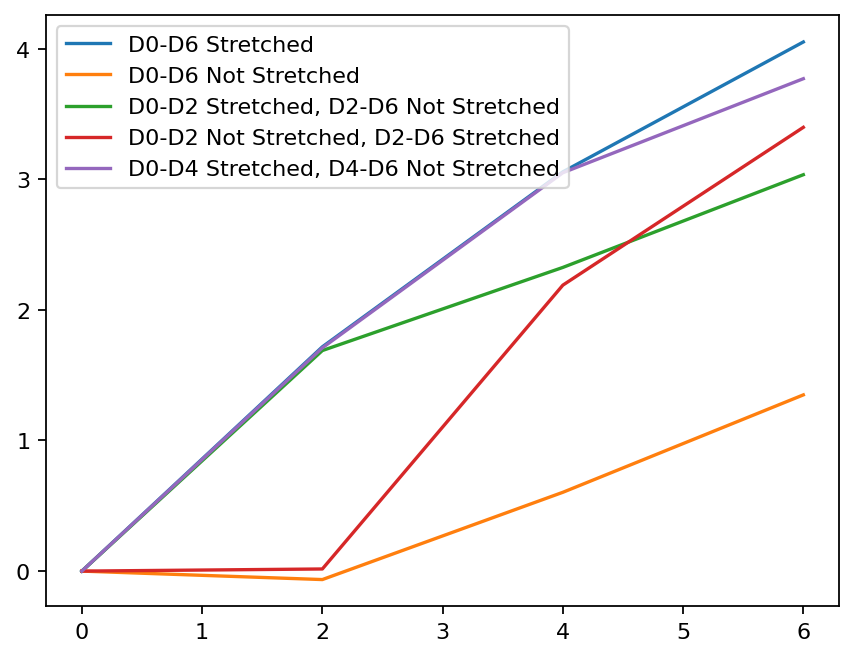 4
3
2
1
0
D0-D6 Stretched
D0-D6 Not Stretched
D0-D2 Stretched, D2-D6 Not Stretched
D0-D2 Not Stretched, D2-D6 Stretched
D0-D4 Stretched, D4-D6 Not Stretched
0 1 2 3 4 5 6